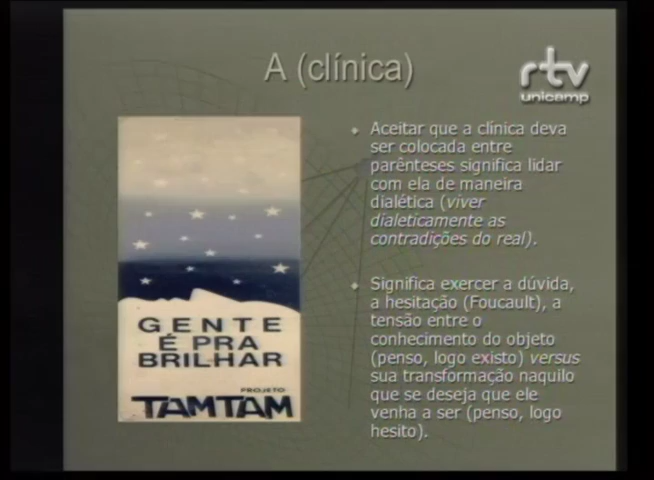 A (clínica)
rtv
unicamp
Aceitar que a clínica deva
ser colocada entre
parênteses significa lidar
com ela de maneira
dialética (viver
dialeticamente as
contradições do real).
Significa exercer a dúvida,
a hesitação (Foucault), a
tensão entre o
conhecimento do objeto
(penso, logo existo) versus
sua transformação naquilo
que se deseja que ele
venha a ser (penso, logo
hesito).
GENTE
É PRA
BRILHAR
PROJETO
TAMTAM